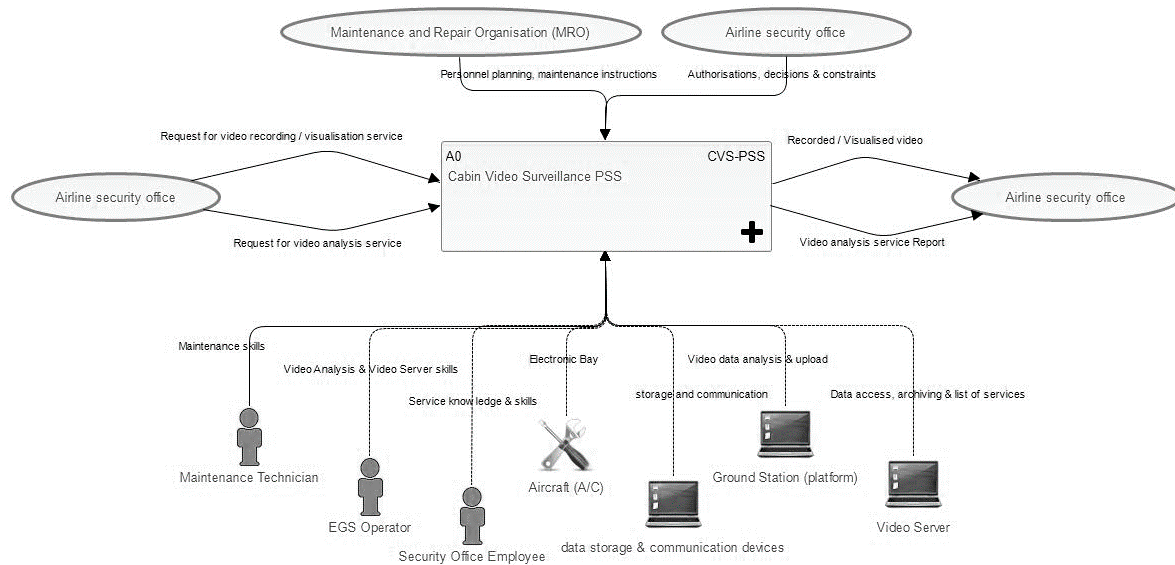 Maintenance and Repair Organisation (MRO)
Airline security office
Personnel planning, maintenance instructions
Authorisations, decisions & constraints
Request for video recording / visualisation service
Recorded / Visualised video
A0
CVS-PSS
Cabin Video Surveillance PSS
Airline security office
Airline security office
Request for video analysis service
Video analysis service Report
Maintenance skills
Video Analysis & Video Server skills
Electronic Bay
Video data analysis & upload
Service knowledge & skills
storage and communication
Data access, archiving & list of services
Maintenance Technician
Aircraft (A/C)
Ground Station (platform)
EGS Operator
Video Server
Security Office Employee
data storage & communication devices